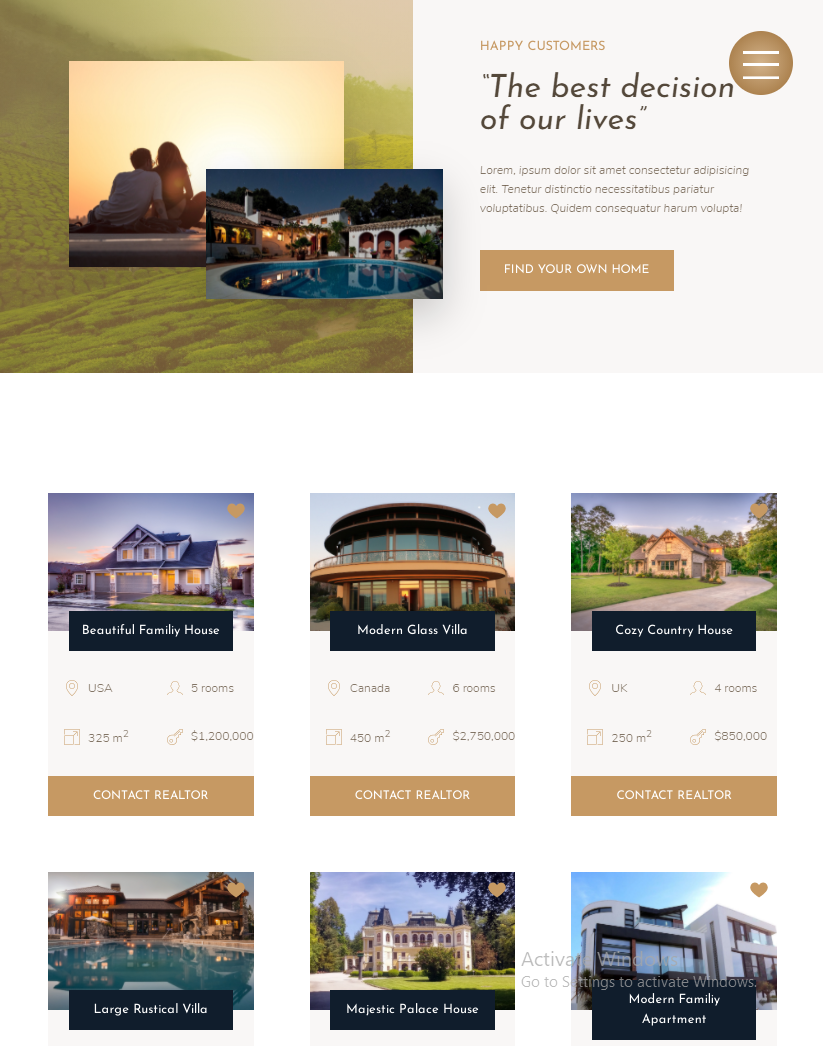 HAPPY CUSTOMERS
“The best decision
of our lives”
Lorem, ipsum dolor sit amet consectetur adipisicing
elit. Tenetur distinctio necessitatibus pariatur
voluptatibus. Quidem consequatur harum volupta!
FIND YOUR OWN HOME
Beautiful Familiy House
USA
5 rooms
325 m²
$1,200,000
CONTACT REALTOR
Modern Glass Villa
Canada
6 rooms
450 m²
$2,750,000
CONTACT REALTOR
Cozy Country House
UK
4 rooms
250 m²
$850,000
CONTACT REALTOR
Large Rustical Villa
Majestic Palace House
Modern Familiy
Apartment
Activate Windows
Go to Settings to activate Windows.